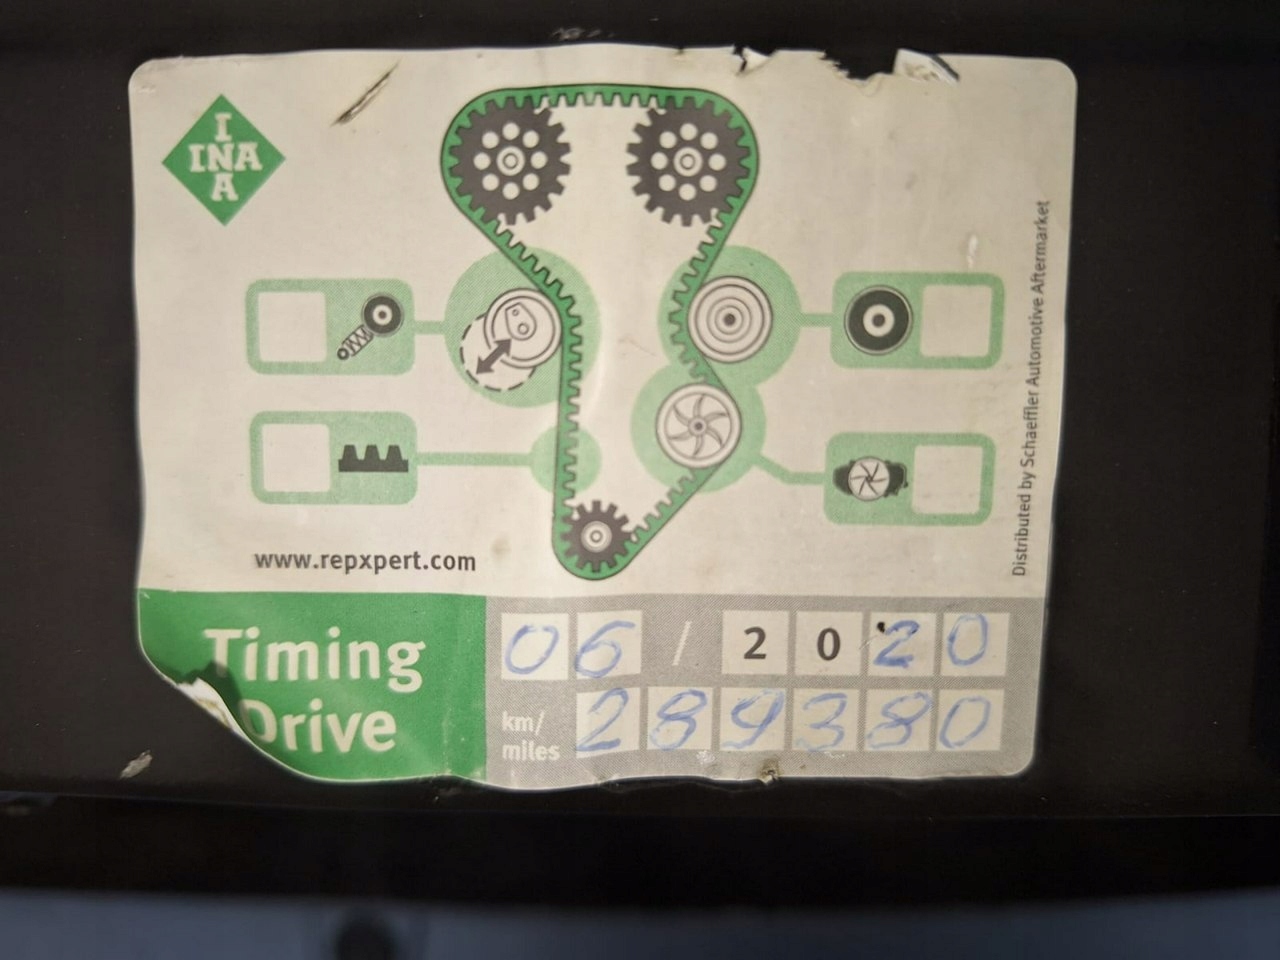 I
INA
A
Distributed by Schaeffler Automotive Aftermarket
www.repxpert.com
Timing
Drive
06 / 2020
km/
miles
289380